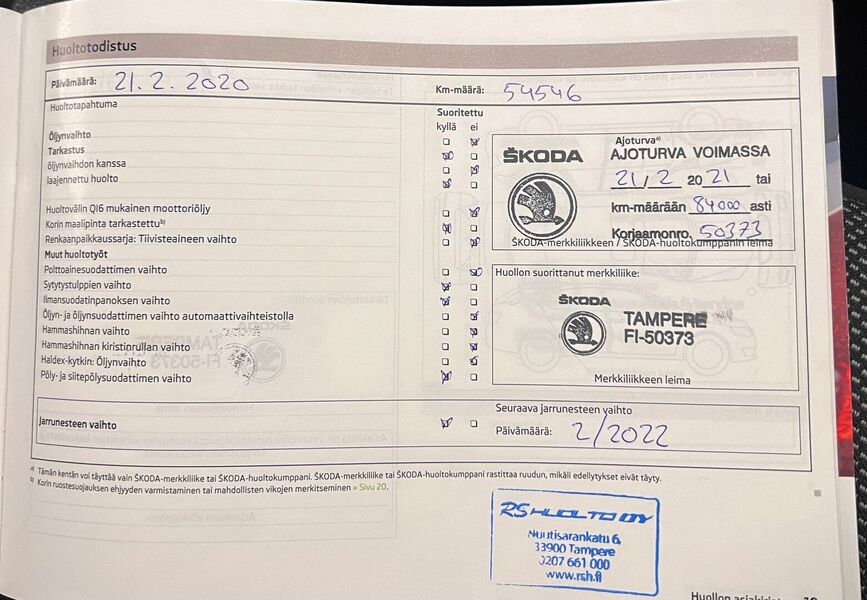 Huoltotodistus
Päivämäärä: 21.2.2020 Km-määrä: 54546
Huoltotapahtuma Suoritettu
kyllä ei
Öljynvaihto
Tarkastus
öljynvaihdon kanssa
laajennettu huolto
Huoltovälin QI6 mukainen moottoriöljy
Korin maalipinta tarkastettu b)
Renkaanpaikkaussarja: Tiivisteaineen vaihto
Muut huoltotyöt
Polttoainesuodattimen vaihto
Sytytystulppien vaihto
Ilmansuodatinpanoksen vaihto
Öljyn- ja öljynsuodattimen vaihto automaattivaihteistolla
Hammashihnan vaihto
Hammashihnan kiristinrullan vaihto
Haldex-kytkin: Öljynvaihto
Pöly- ja siitepölysuodattimen vaihto
Ajoturva a)
ŠKODA AJOTURVA VOIMASSA
21/2 2021 tai
km-määrään 84000 asti
Korjaamonro. 50373
ŠKODA-merkkiliikkeen / ŠKODA-huoltokumppanin leima
Huollon suorittanut merkkiliike:
ŠKODA
TAMPERE
FI-50373
Merkkiliikkeen leima
Jarrunesteen vaihto
Seuraava jarrunesteen vaihto
Päivämäärä: 2/2022
a) Tämän kentän voi täyttää vain ŠKODA-merkkiliike tai ŠKODA-huoltokumppani. ŠKODA-merkkiliike tai ŠKODA-huoltokumppani rastittaa ruudun, mikäli edellytykset eivät täyty.
b) Korin ruostesuojauksen ehjyyden varmistaminen tai mahdollisten vikojen merkitseminen » Sivu 20.
RS HUOLTO OY
Nuutisarankatu 6,
33900 Tampere
0207 661 000
www.rsh.fi
Huollon